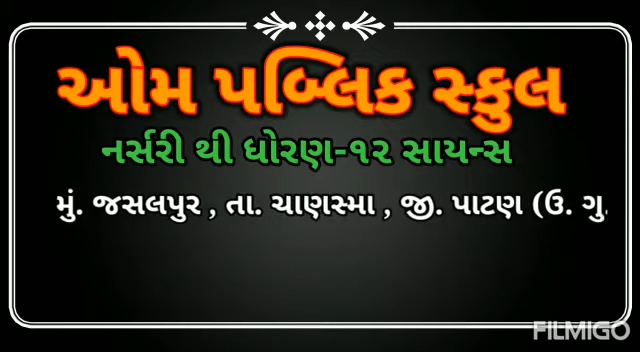 ઓમ પબ્લિક સ્કુલ
નર્સરી થી ધોરણ-૧૨ સાયન્સ
મું. જસલપુર , તા. ચાણસ્મા , જી. પાટણ (ઉ. ગુ.
FILMIGO